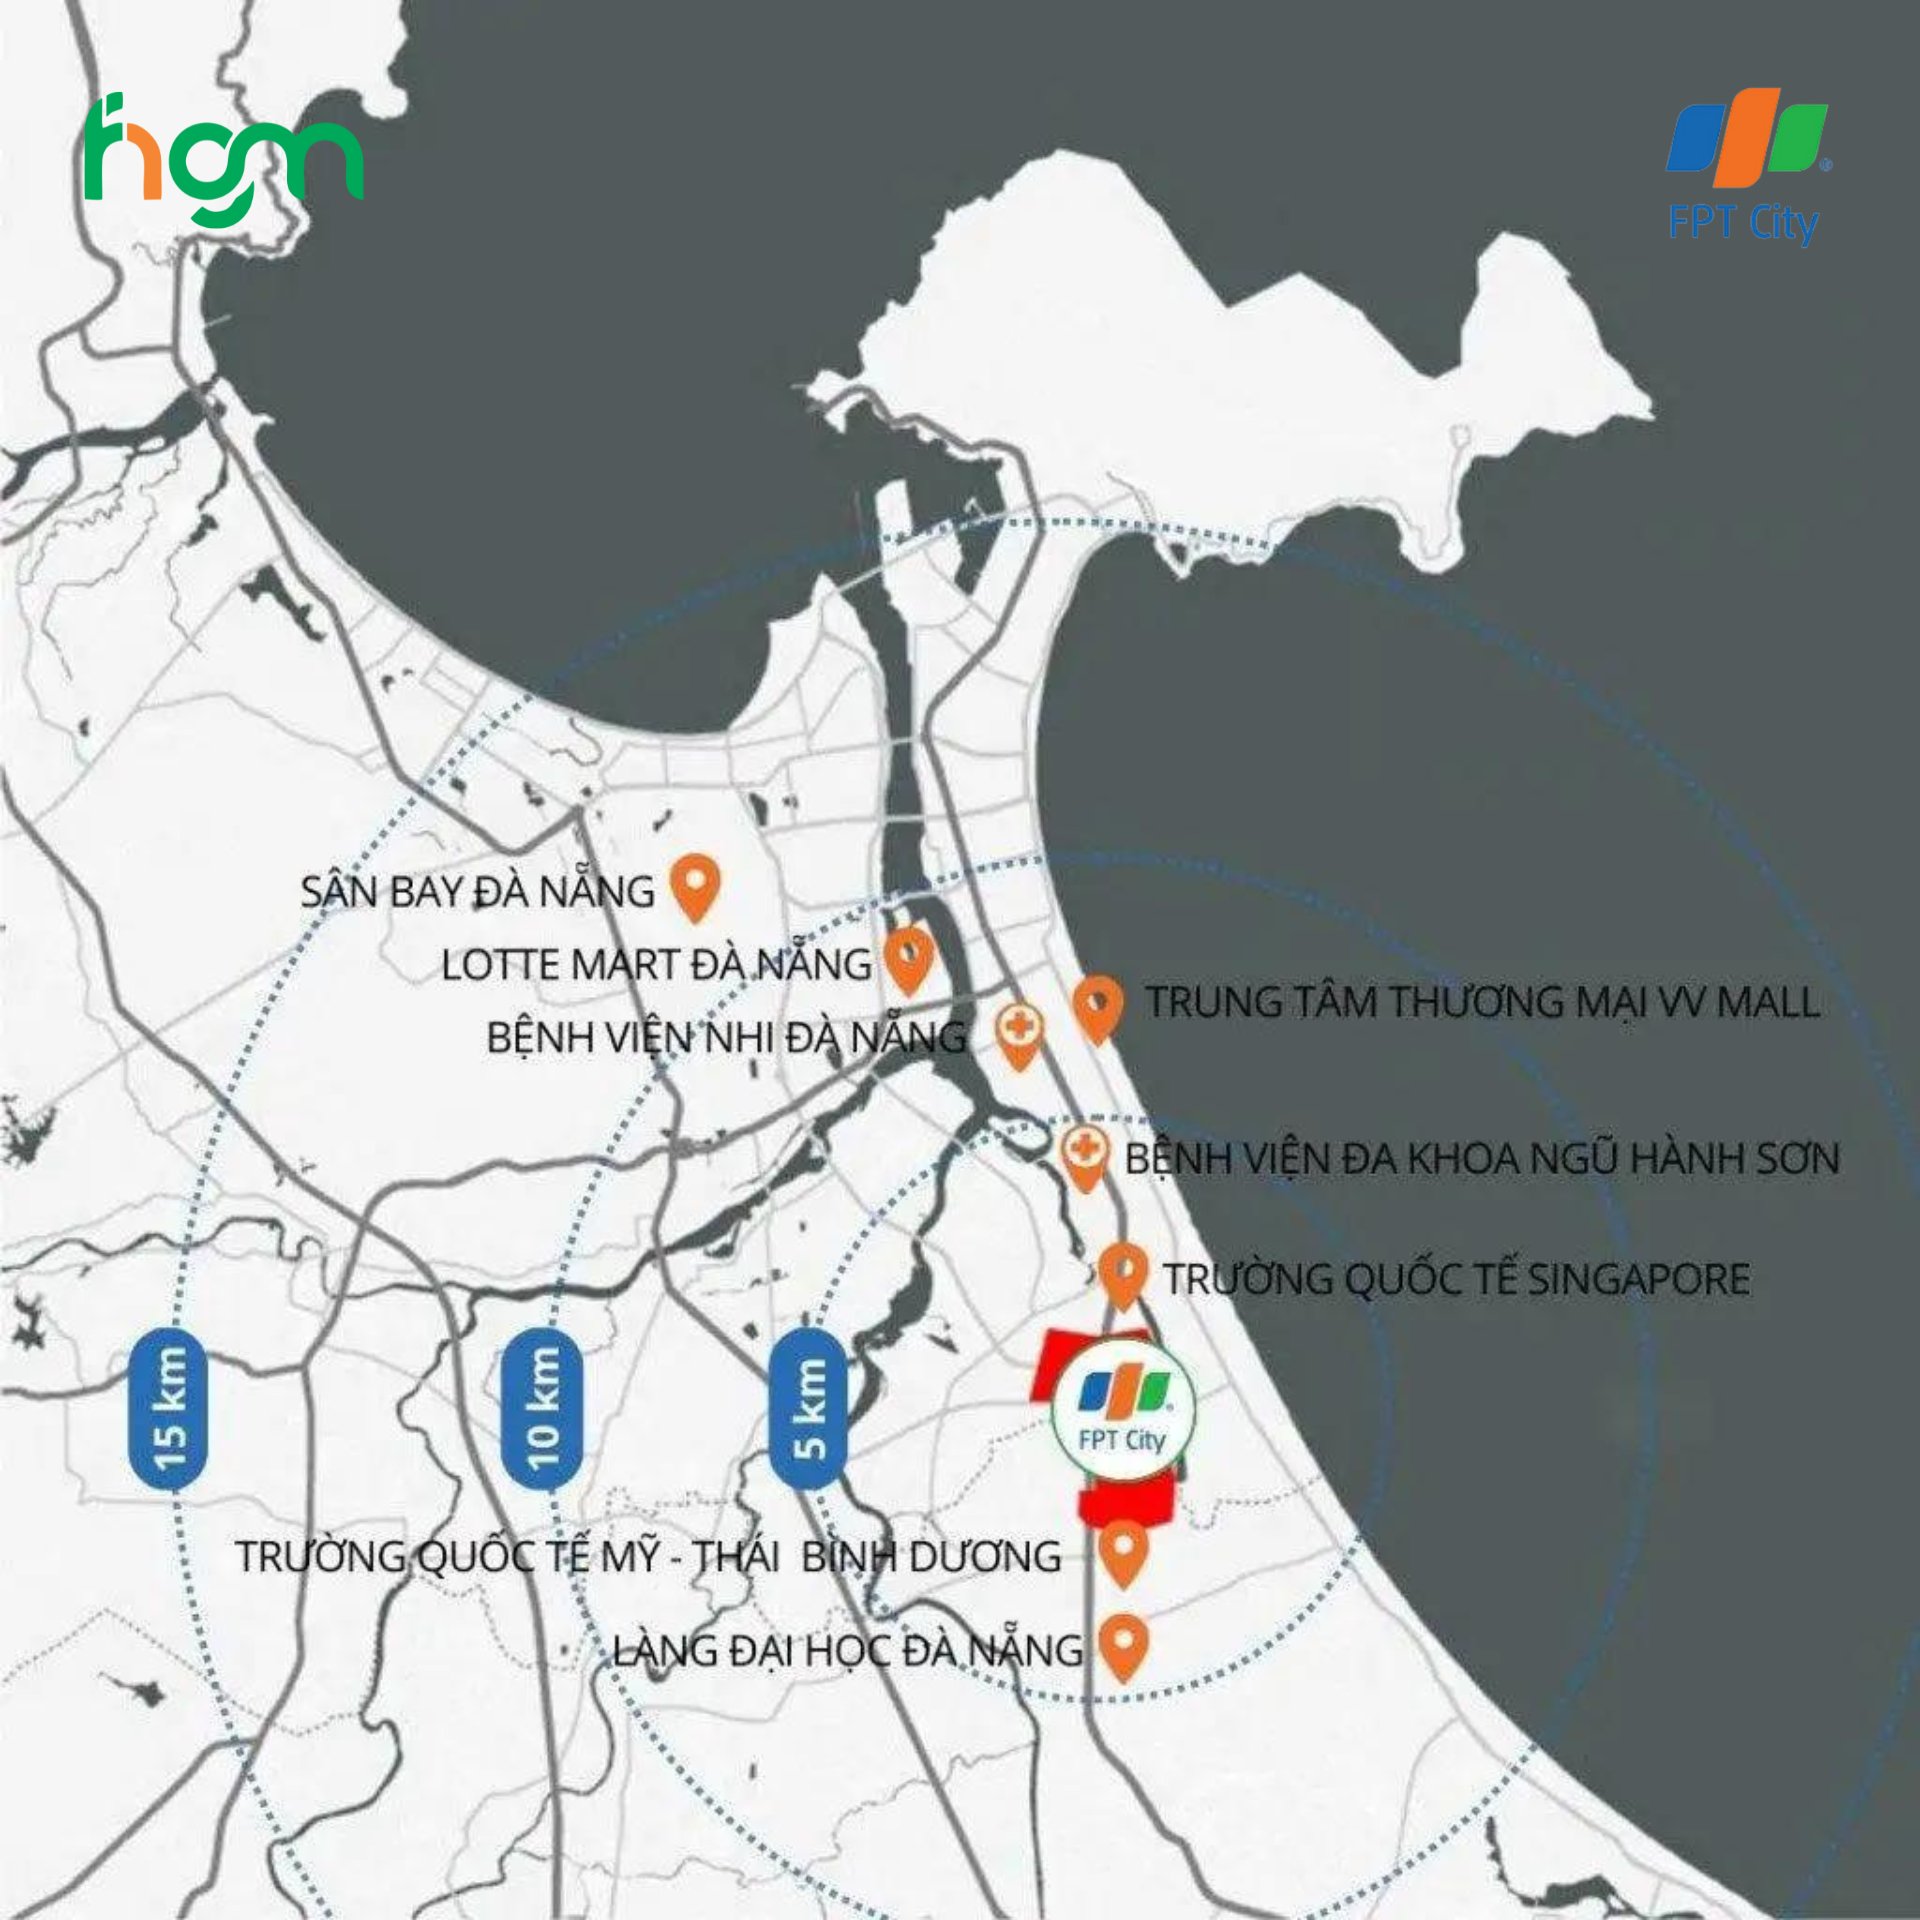 hgm
FPT City
SÂN BAY ĐÀ NẴNG
LOTTE MART ĐÀ NẴNG
BỆNH VIỆN NHI ĐÀ NẴNG
TRUNG TÂM THƯƠNG MẠI VV MALL
BỆNH VIỆN ĐA KHOA NGŨ HÀNH SƠN
TRƯỜNG QUỐC TẾ SINGAPORE
15 km
10 km
5 km
FPT City
TRƯỜNG QUỐC TẾ MỸ - THÁI BÌNH DƯƠNG
LÀNG ĐẠI HỌC ĐÀ NẴNG